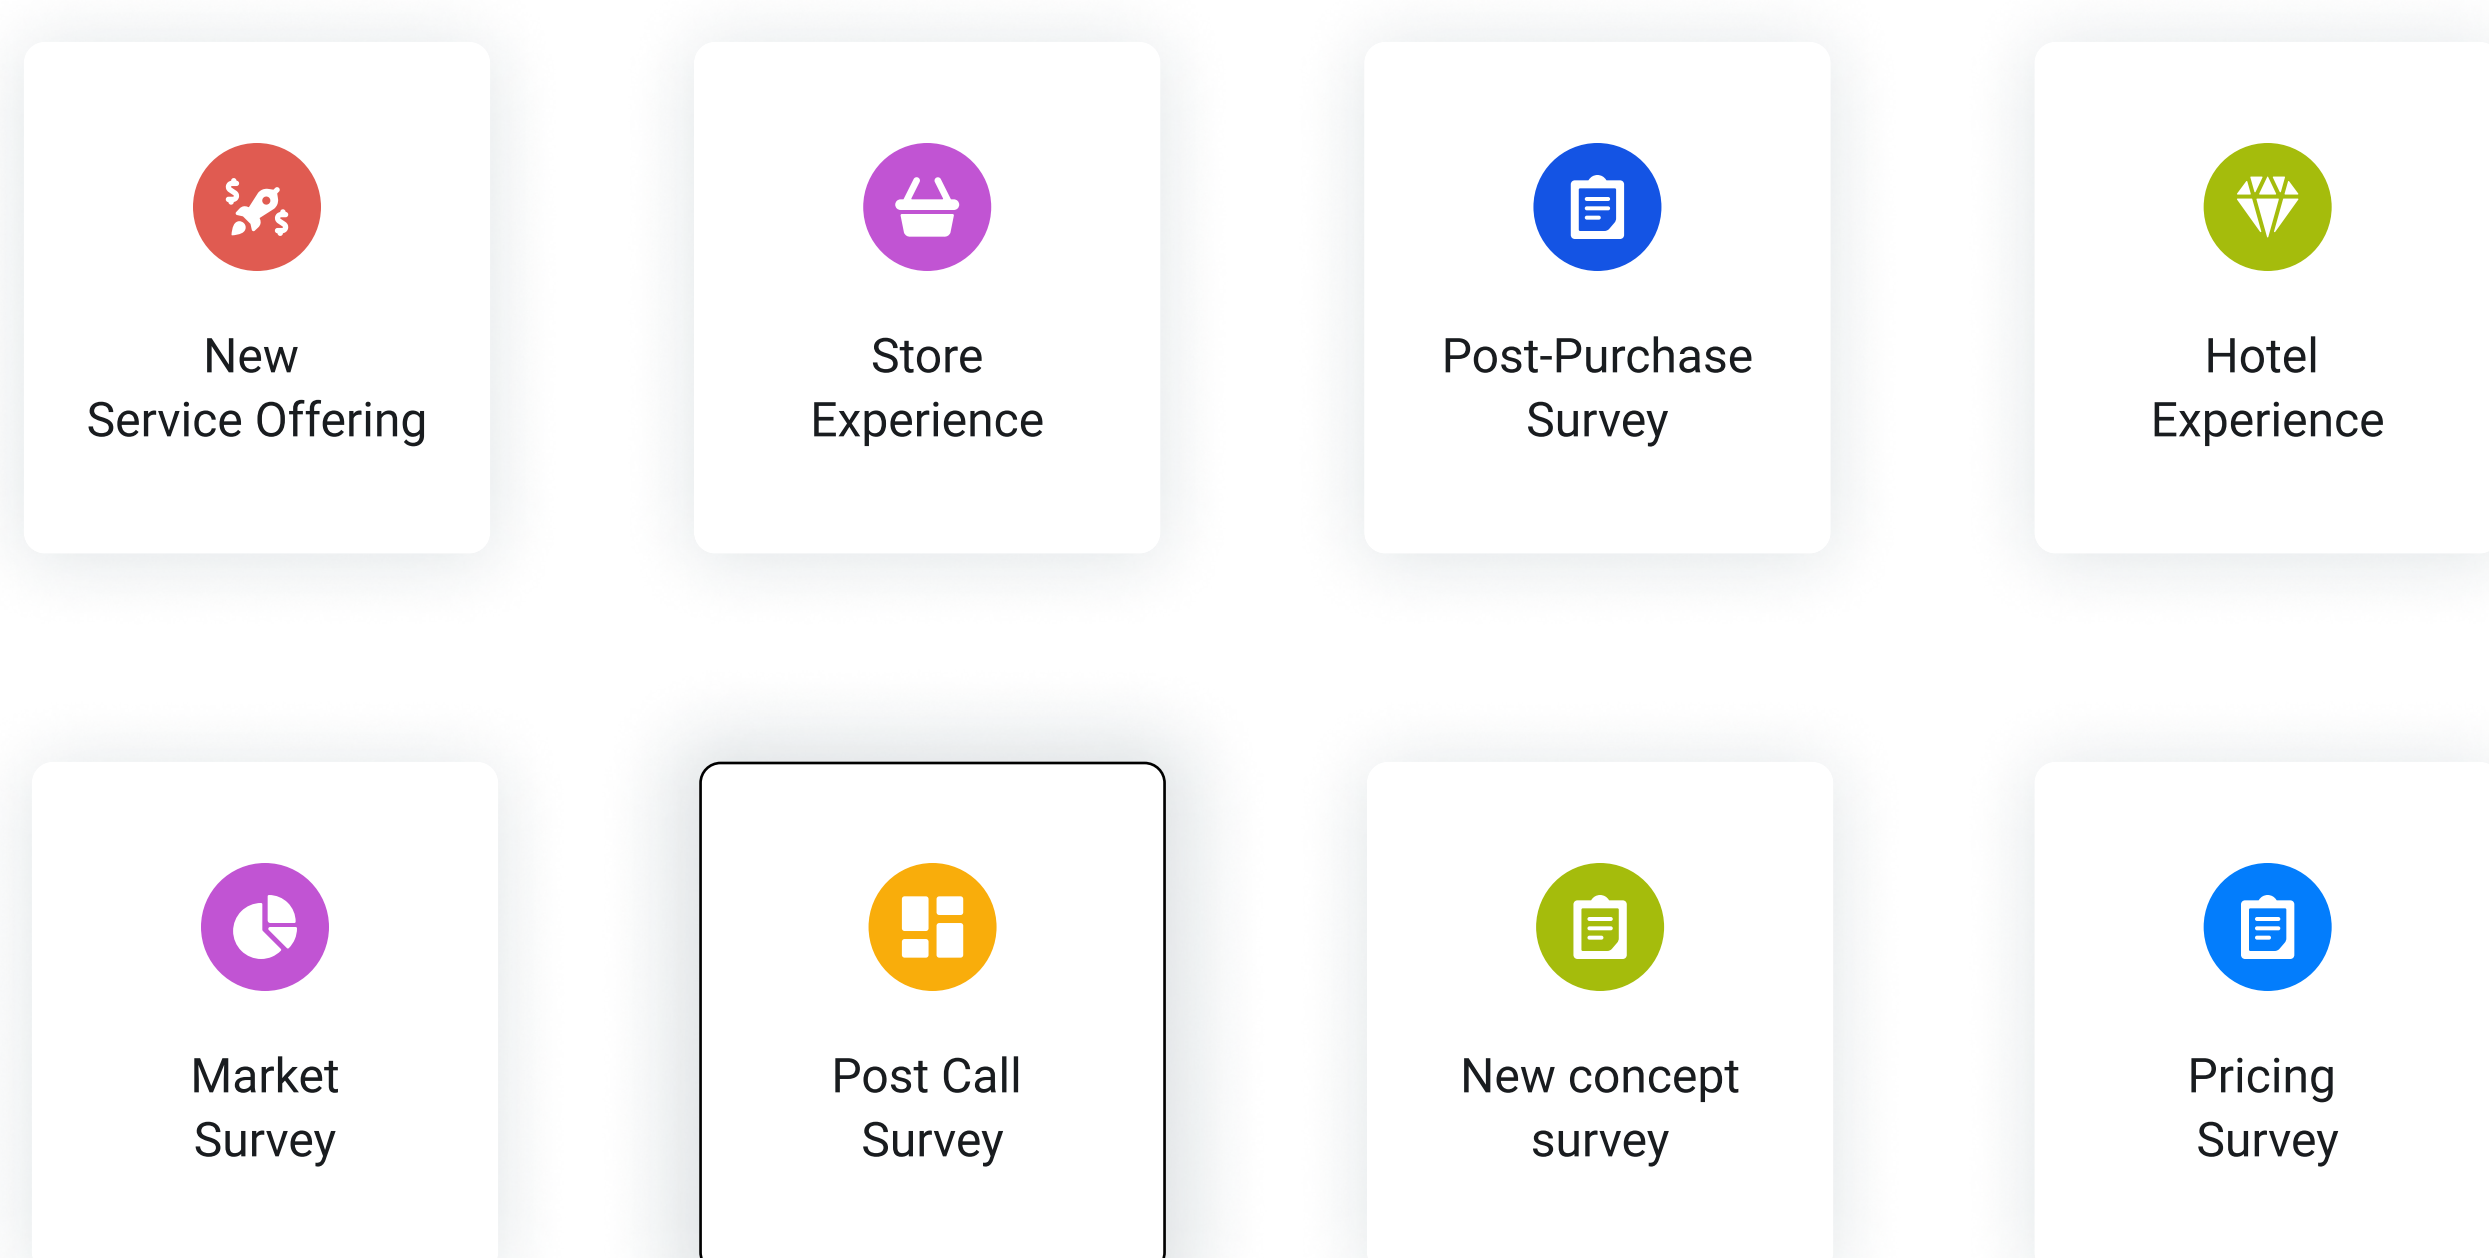 New
Service Offering
Store
Experience
Post-Purchase
Survey
Hotel
Experience
Market
Survey
Post Call
Survey
New concept
survey
Pricing
Survey